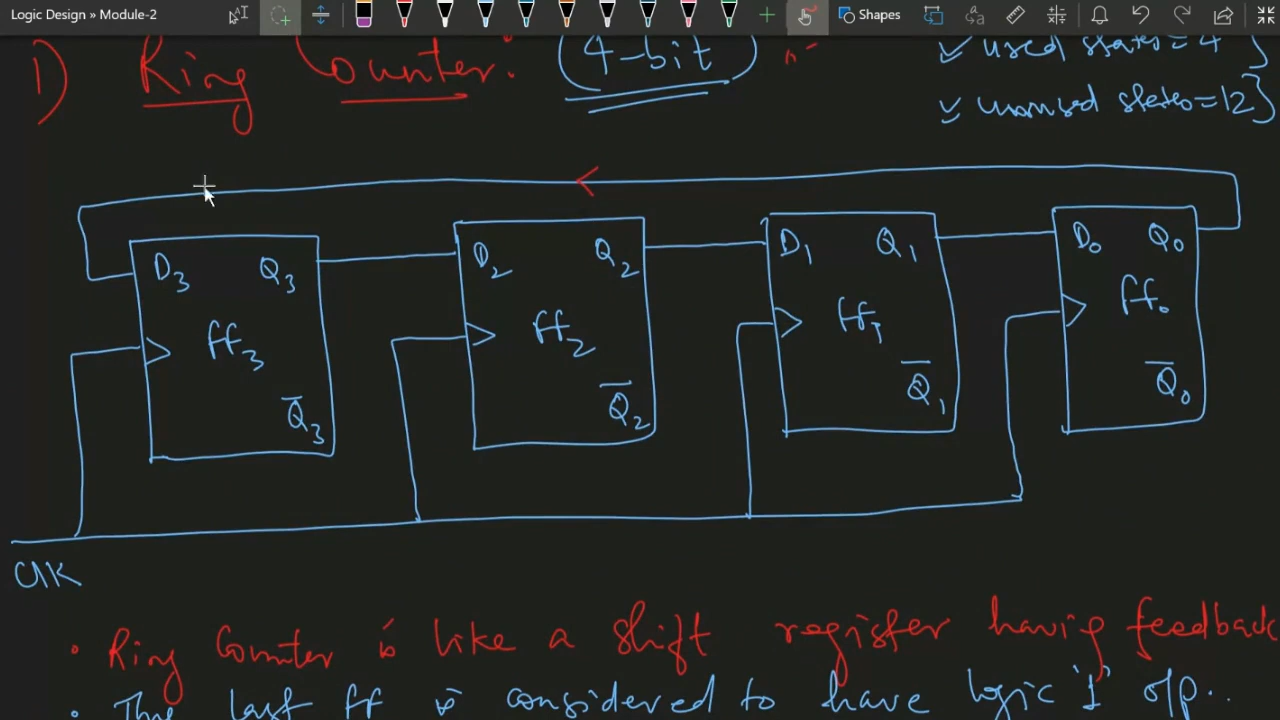 Logic Design » Module-2
Shapes
1) Ring Counter: (4-bit)
✓ used states=4 }
✓ unused states=12}
D3 Q3 D2 Q2 D1 Q1 D0 Q0
ff3 ff2 ff1 ff0
Q̅3 Q̅2 Q̅1 Q̅0
Clk
• Ring Counter is like a shift register having feedback
• The last ff is considered to have logic '1' o/p..